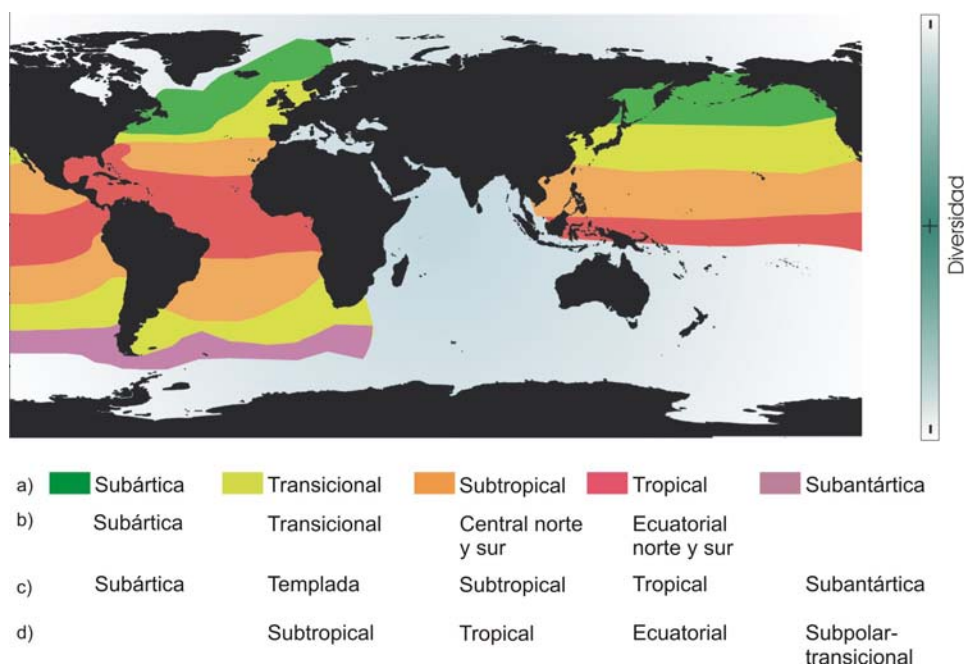 Diversidad
a) Subártica Transicional Subtropical Tropical Subantártica
b) Subártica Transicional Central norte y sur Ecuatorial norte y sur
c) Subártica Templada Subtropical Tropical Subantártica
d) Subtropical Tropical Ecuatorial Subpolar-transicional